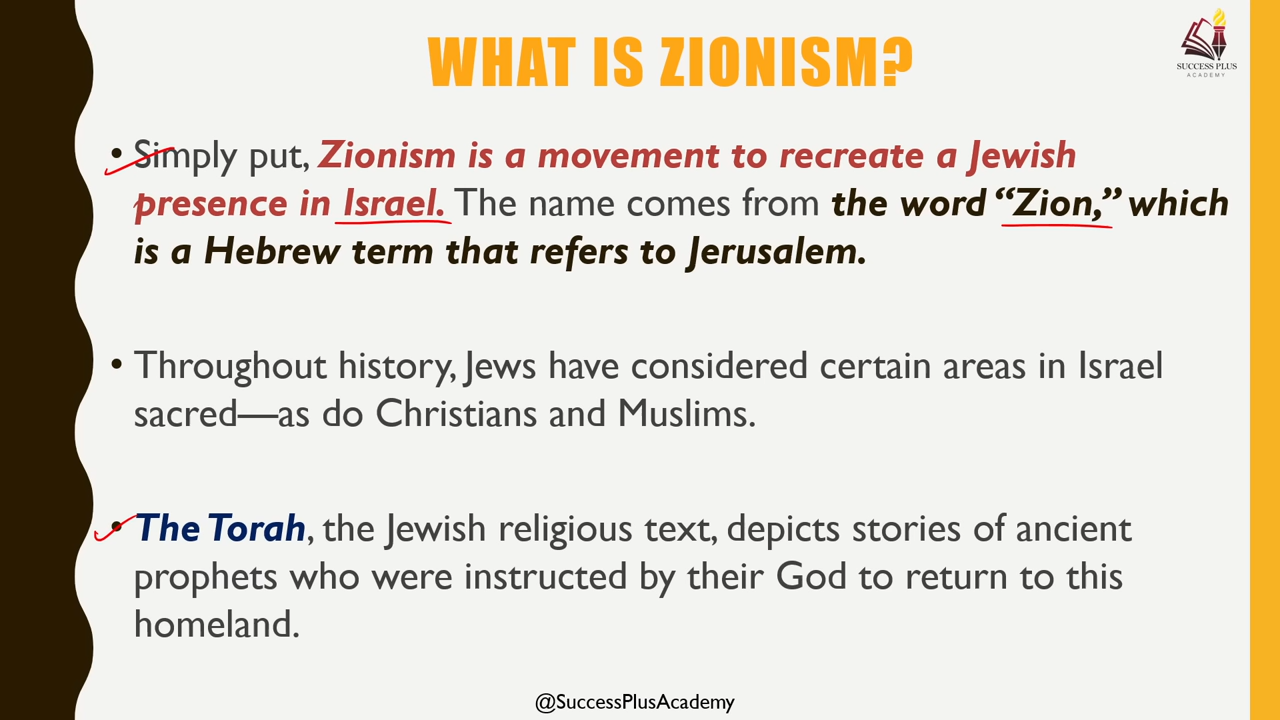 WHAT IS ZIONISM?
SUCCESS PLUS
ACADEMY
• Simply put, Zionism is a movement to recreate a Jewish
presence in Israel. The name comes from the word “Zion,” which
is a Hebrew term that refers to Jerusalem.
• Throughout history, Jews have considered certain areas in Israel
sacred—as do Christians and Muslims.
• The Torah, the Jewish religious text, depicts stories of ancient
prophets who were instructed by their God to return to this
homeland.
@SuccessPlusAcademy